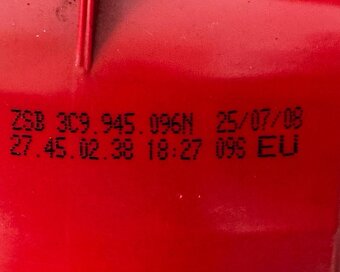 ZSB 3C9.945.096N 25/07/08
27.45.02.38 18:27 096 EU